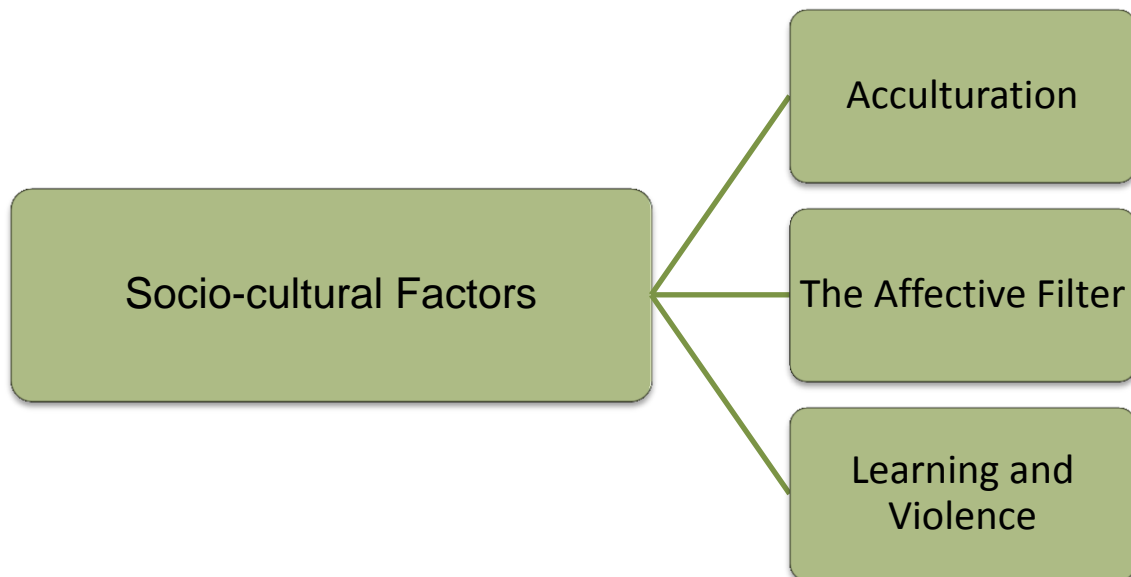 Acculturation
Socio-cultural Factors
The Affective Filter
Learning and
Violence